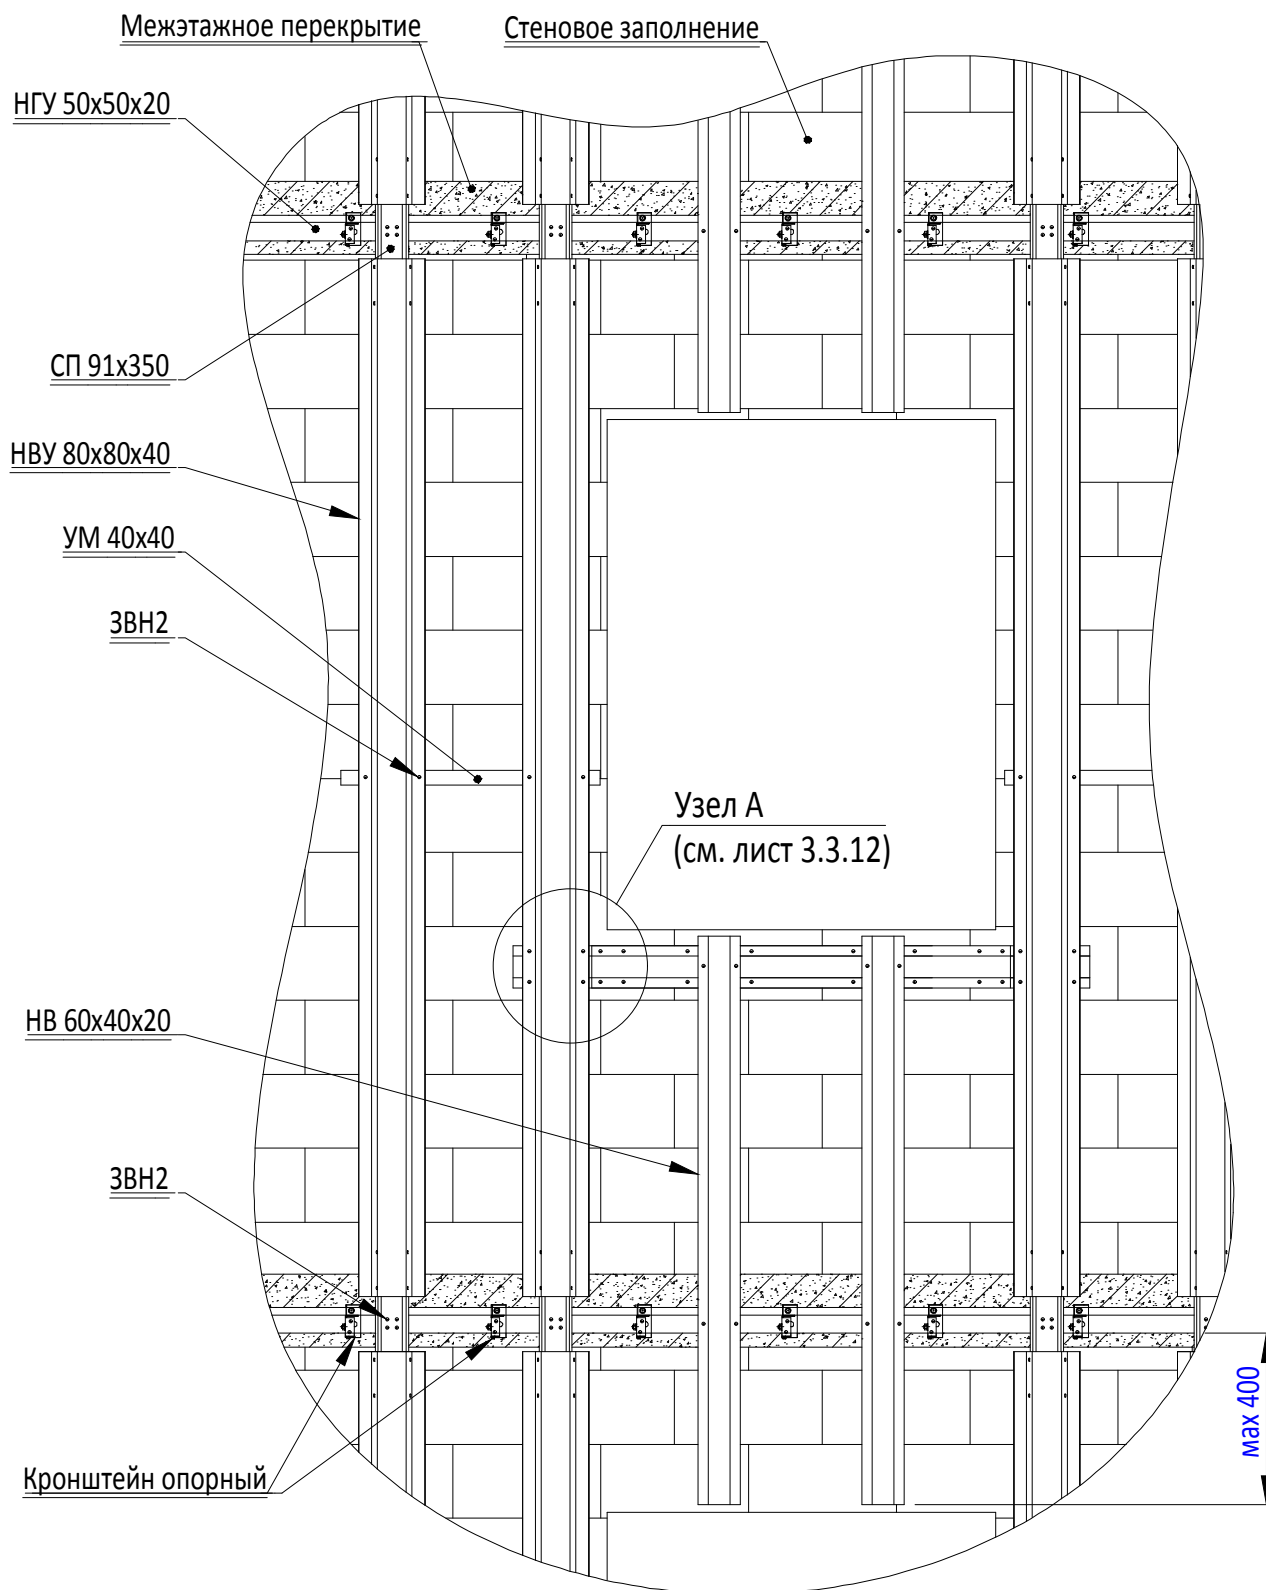 Межэтажное перекрытие
Стеновое заполнение
НГУ 50х50х20
СП 91х350
НВУ 80х80х40
УМ 40х40
ЗВН2
Узел А
(см. лист 3.3.12)
НВ 60х40х20
ЗВН2
мах 400
Кронштейн опорный